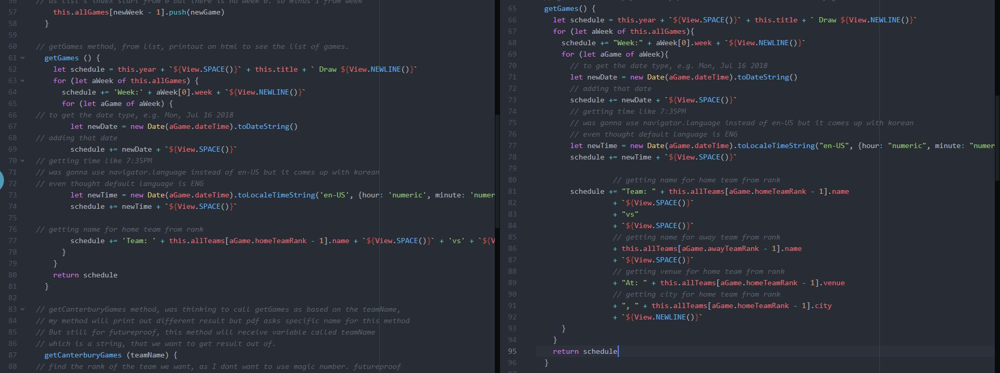 56 // as list's index start from 0 but there is no week 0. so minus 1 from week
57 this.allGames[newWeek - 1].push(newGame)
58 }
59
60 // getGames method, from list, printout on html to see the list of games.
61 getGames () {
62 let schedule = this.year + `${View.SPACE()}` + this.title + ` Draw ${View.NEWLINE()}`
63 for (let aWeek of this.allGames) {
64 schedule += 'Week:' + aWeek[0].week + `${View.NEWLINE()}`
65 for (let aGame of aWeek) {
66 // to get the date type, e.g. Mon, Jul 16 2018
67 let newDate = new Date(aGame.dateTime).toDateString()
68 // adding that date
69 schedule += newDate + `${View.SPACE()}`
70 // getting time like 7:35PM
71 // was gonna use navigator.language instead of en-US but it comes up with korean
72 // even thought default language is ENG
73 let newTime = new Date(aGame.dateTime).toLocaleTimeString('en-US', {hour: 'numeric', minute: 'numer
74 schedule += newTime + `${View.SPACE()}`
75
76 // getting name for home team from rank
77 schedule += 'Team: ' + this.allTeams[aGame.homeTeamRank - 1].name + `${View.SPACE()}` + 'vs' + `${V
78 }
79 }
80 return schedule
81 }
82
83 // getCanterburyGames method, was thinking to call getGames as based on the teamName,
84 // my method will print out different result but pdf asks specific name for this method
85 // But still for futureproof, this method will receive variable called teamName
86 // which is a string, that we want to get result out of.
87 getCanterburyGames (teamName) {
88 // find the rank of the team we want, as I dont want to use magic number. futureproof
65 getGames() {
66 let schedule = this.year + `${View.SPACE()}` + this.title + ` Draw ${View.NEWLINE()}`
67 for (let aWeek of this.allGames){
68 schedule += "Week:" + aWeek[0].week + `${View.NEWLINE()}`
69 for (let aGame of aWeek){
70 // to get the date type, e.g. Mon, Jul 16 2018
71 let newDate = new Date(aGame.dateTime).toDateString()
72 // adding that date
73 schedule += newDate + `${View.SPACE()}`
74 // getting time like 7:35PM
75 // was gonna use navigator.language instead of en-US but it comes up with korean
76 // even thought default language is ENG
77 let newTime = new Date(aGame.dateTime).toLocaleTimeString("en-US", {hour: "numeric", minute: "numer
78 schedule += newTime + `${View.SPACE()}`
79
80 // getting name for home team from rank
81 schedule += "Team: " + this.allTeams[aGame.homeTeamRank - 1].name
82 + `${View.SPACE()}`
83 + "vs"
84 + `${View.SPACE()}`
85 // getting name for away team from rank
86 + this.allTeams[aGame.awayTeamRank - 1].name
87 + `${View.SPACE()}`
88 // getting venue for home team from rank
89 + "At: " + this.allTeams[aGame.homeTeamRank - 1].venue
90 // getting city for home team from rank
91 + ", " + this.allTeams[aGame.homeTeamRank - 1].city
92 + `${View.NEWLINE()}`
93 }
94 }
95 return schedule
96 }